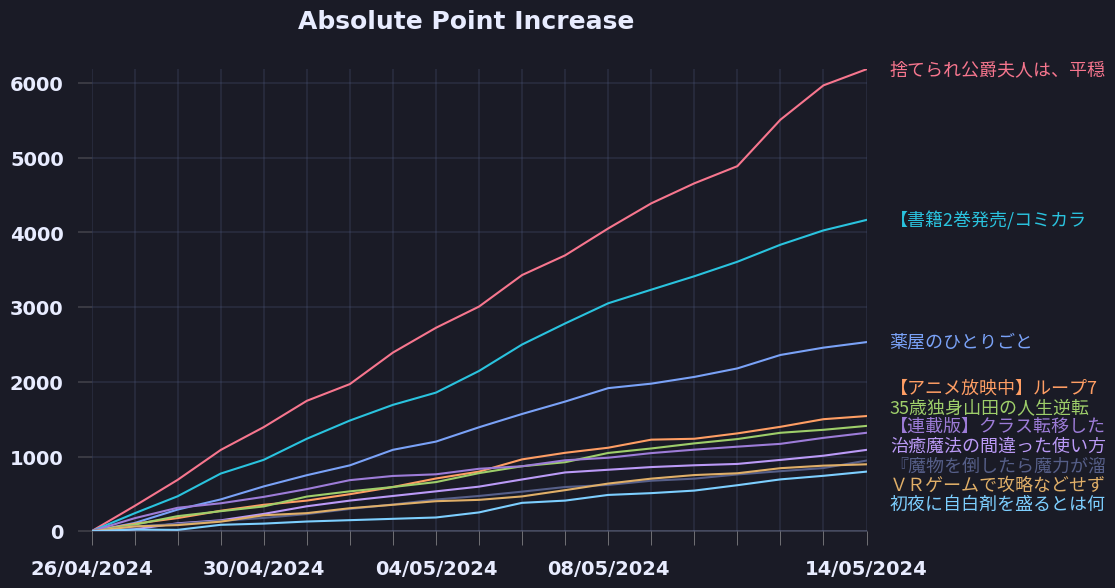 Absolute Point Increase
6000
5000
4000
3000
2000
1000
0
26/04/2024
30/04/2024
04/05/2024
08/05/2024
14/05/2024
捨てられ公爵夫人は、平穏
【書籍2巻発売/コミカラ
薬屋のひとりごと
【アニメ放映中】ループ7
35歳独身山田の人生逆転
【連載版】クラス転移した
治癒魔法の間違った使い方
『魔物を倒したら魔力が溜
ＶＲゲームで攻略などせず
初夜に自白剤を盛るとは何